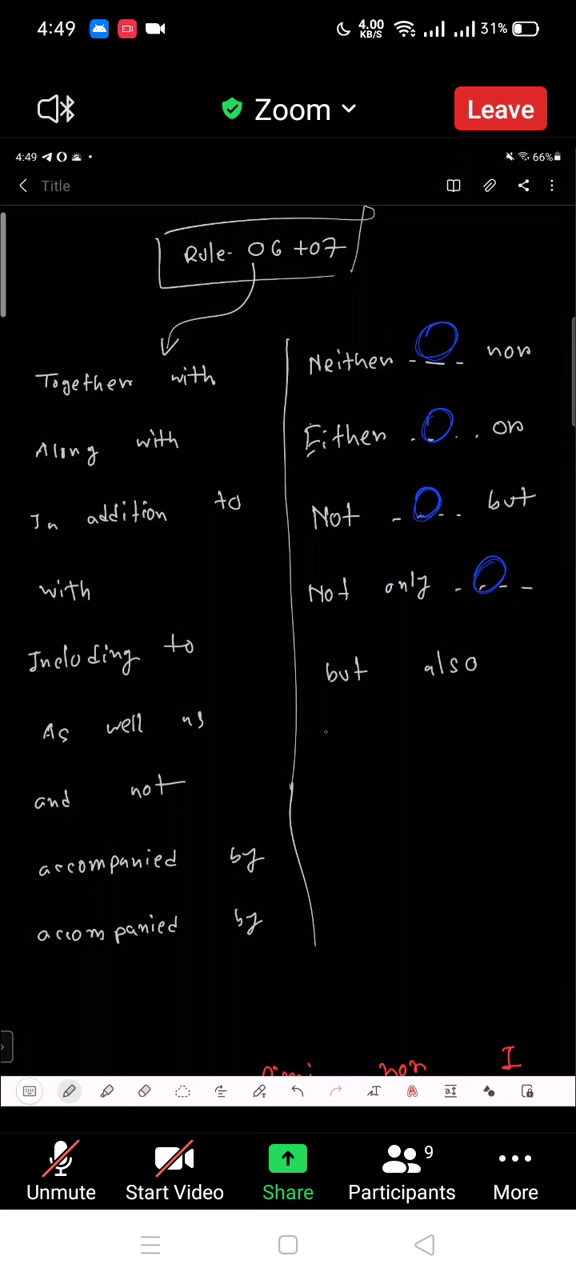 4:49
4.00 KB/S
31%
Zoom
Leave
4:49
66%
Title
Rule- 06 +07
Together with
Along with
In addition to
with
Including to
As well as
and not
accompanied by
accompanied by
Neither - - - nor
Either . - . . or
Not - - - . but
Not only - - - -
but also
nor I
Unmute
Start Video
Share
9
Participants
More